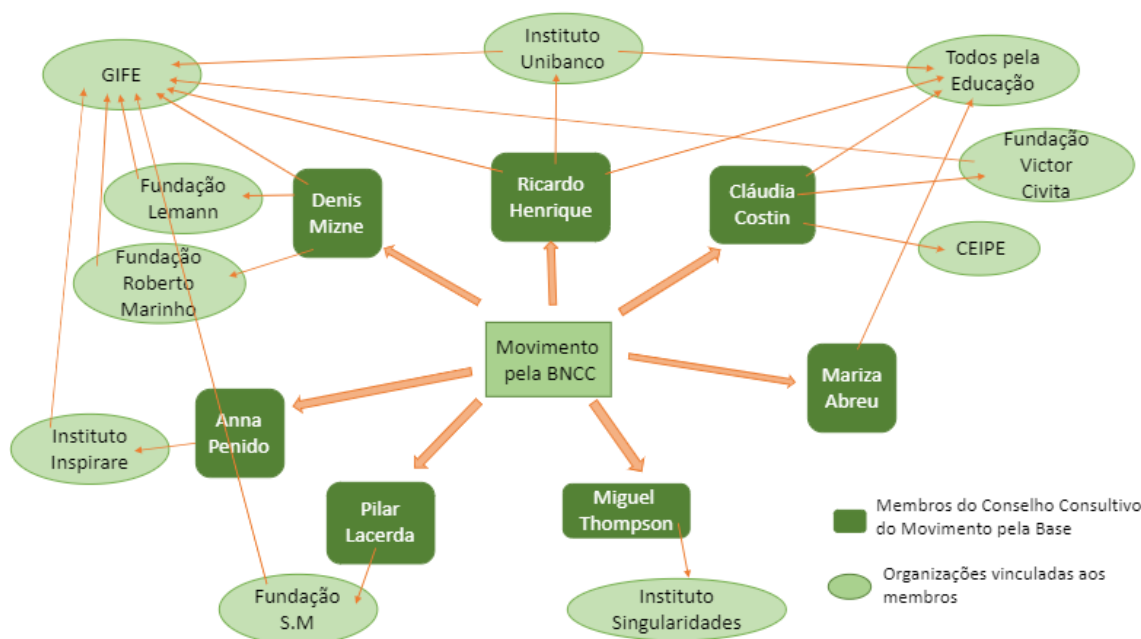 GIFE
Instituto
Unibanco
Todos pela
Educação
Fundação
Victor
Civita
Fundação
Lemann
Denis
Mizne
Ricardo
Henrique
Cláudia
Costin
CEIPE
Fundação
Roberto
Marinho
Movimento
pela BNCC
Mariza
Abreu
Anna
Penido
Instituto
Inspirare
Pilar
Lacerda
Miguel
Thompson
Membros do Conselho Consultivo
do Movimento pela Base
Organizações vinculadas aos
membros
Fundação
S.M
Instituto
Singularidades